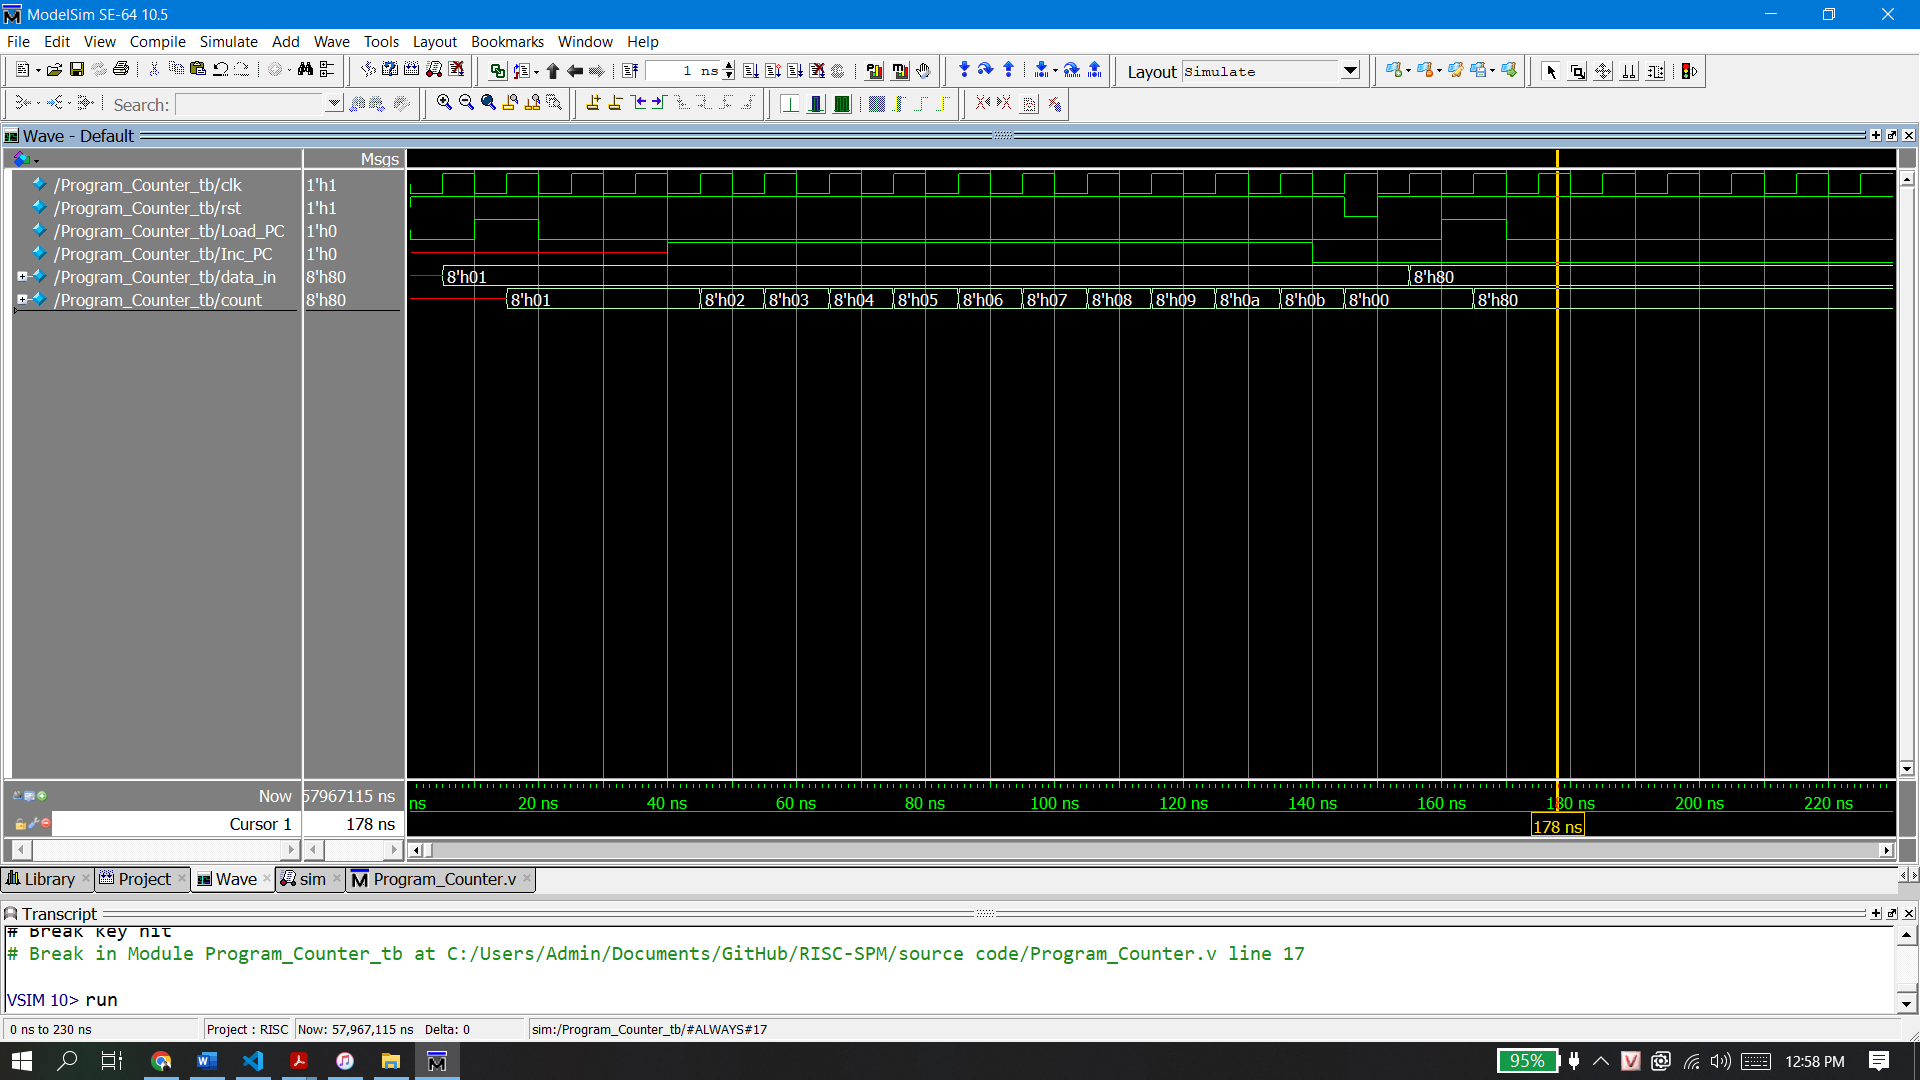 ModelSim SE-64 10.5
File Edit View Compile Simulate Add Wave Tools Layout Bookmarks Window Help
1 ns
Layout Simulate
Search:
Wave - Default
Msgs
/Program_Counter_tb/clk 1'h1
/Program_Counter_tb/rst 1'h1
/Program_Counter_tb/Load_PC 1'h0
/Program_Counter_tb/Inc_PC 1'h0
/Program_Counter_tb/data_in 8'h80 8'h01 8'h80
/Program_Counter_tb/count 8'h80 8'h01 8'h02 8'h03 8'h04 8'h05 8'h06 8'h07 8'h08 8'h09 8'h0a 8'h0b 8'h00 8'h80
Now 57967115 ns ns 20 ns 40 ns 60 ns 80 ns 100 ns 120 ns 140 ns 160 ns 180 ns 200 ns 220 ns
Cursor 1 178 ns 178 ns
Library Project Wave sim Program_Counter.v
Transcript
# Break key hit
# Break in Module Program_Counter_tb at C:/Users/Admin/Documents/GitHub/RISC-SPM/source code/Program_Counter.v line 17
VSIM 10> run
0 ns to 230 ns Project : RISC Now: 57,967,115 ns Delta: 0 sim:/Program_Counter_tb/#ALWAYS#17
95% 12:58 PM